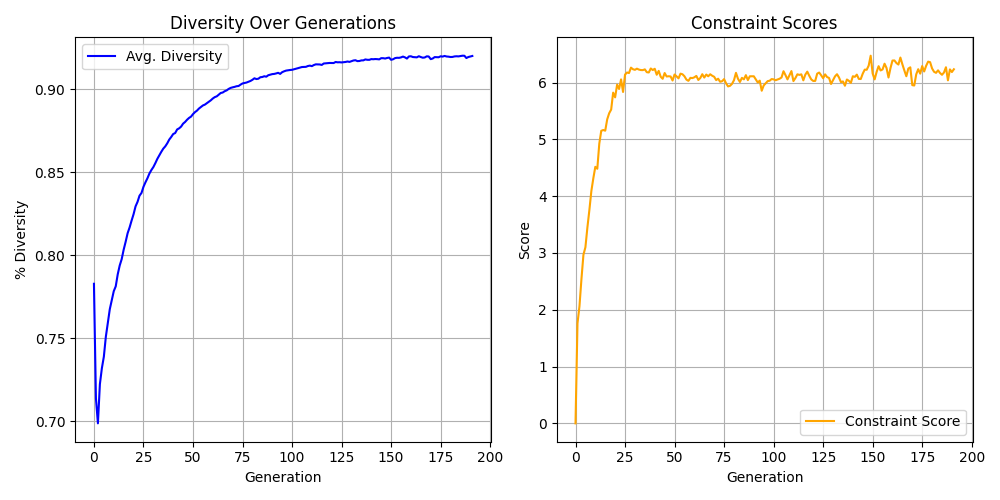 Diversity Over Generations
Avg. Diversity
% Diversity
0.90
0.85
0.80
0.75
0.70
0 25 50 75 100 125 150 175 200
Generation
Constraint Scores
Score
6
5
4
3
2
1
0
Constraint Score
0 25 50 75 100 125 150 175 200
Generation